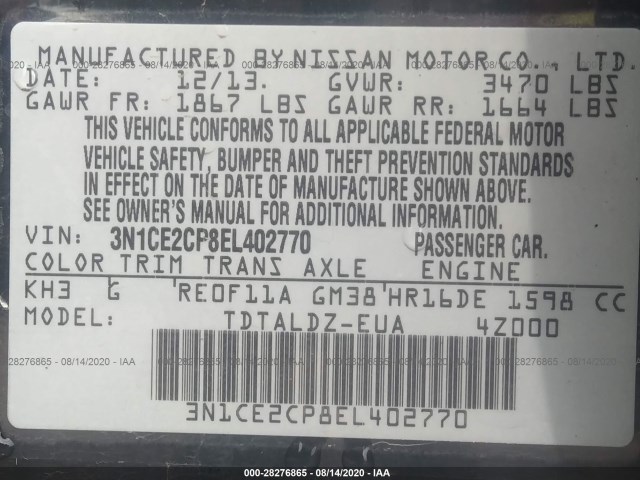 MANUFACTURED BY NISSAN MOTOR CO., LTD.
DATE: 12/13. GVWR: 3470 LBS
GAWR FR: 1867 LBS GAWR RR: 1664 LBS
THIS VEHICLE CONFORMS TO ALL APPLICABLE FEDERAL MOTOR
VEHICLE SAFETY, BUMPER AND THEFT PREVENTION STANDARDS
IN EFFECT ON THE DATE OF MANUFACTURE SHOWN ABOVE.
SEE OWNER'S MANUAL FOR ADDITIONAL INFORMATION.
VIN: 3N1CE2CP8EL402770 PASSENGER CAR.
COLOR TRIM TRANS AXLE ENGINE
KH3 G RE0F11A GM38 HR16DE 1598 CC
MODEL: TDTALDZ-EUA 4Z000
3N1CE2CP8EL402770
000-28276865 - 08/14/2020 - IAA